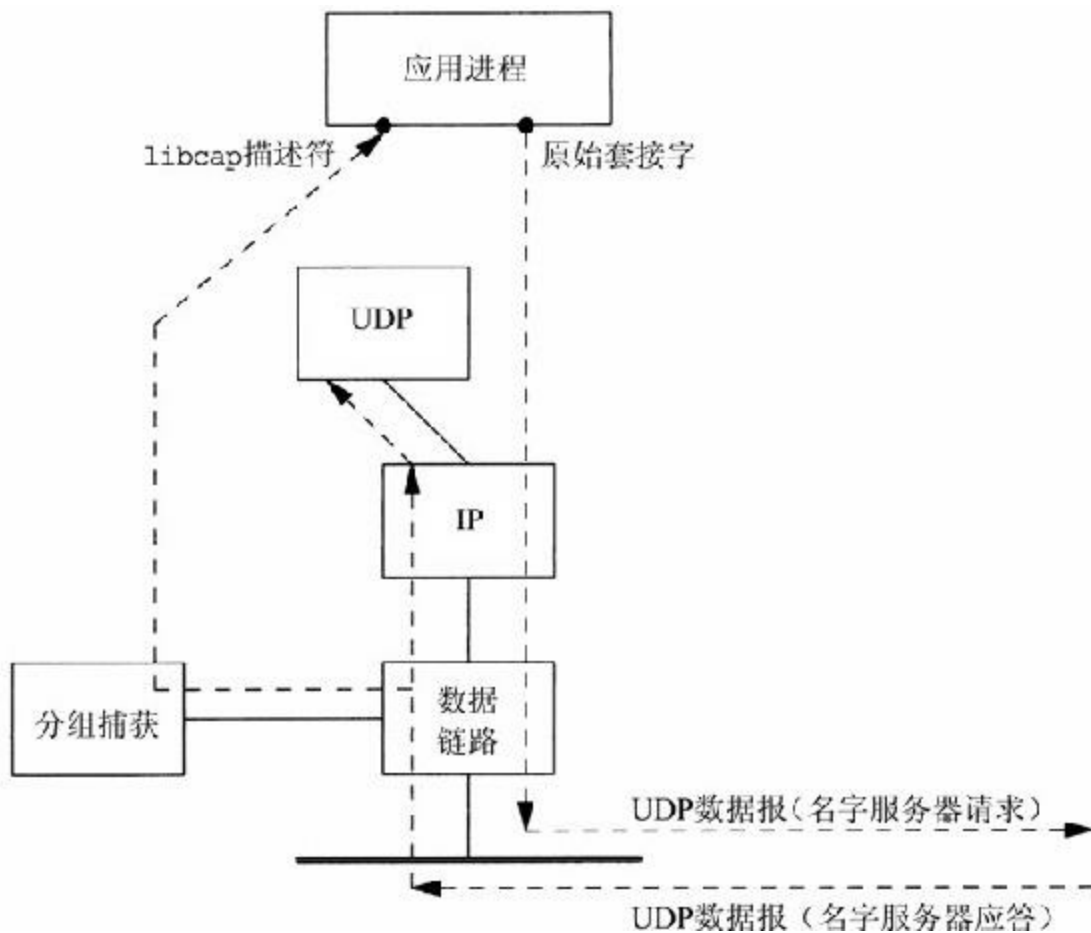 应用进程
libcap描述符
原始套接字
UDP
IP
分组捕获
数据
链路
UDP数据报(名字服务器请求)
UDP数据报（名字服务器应答)